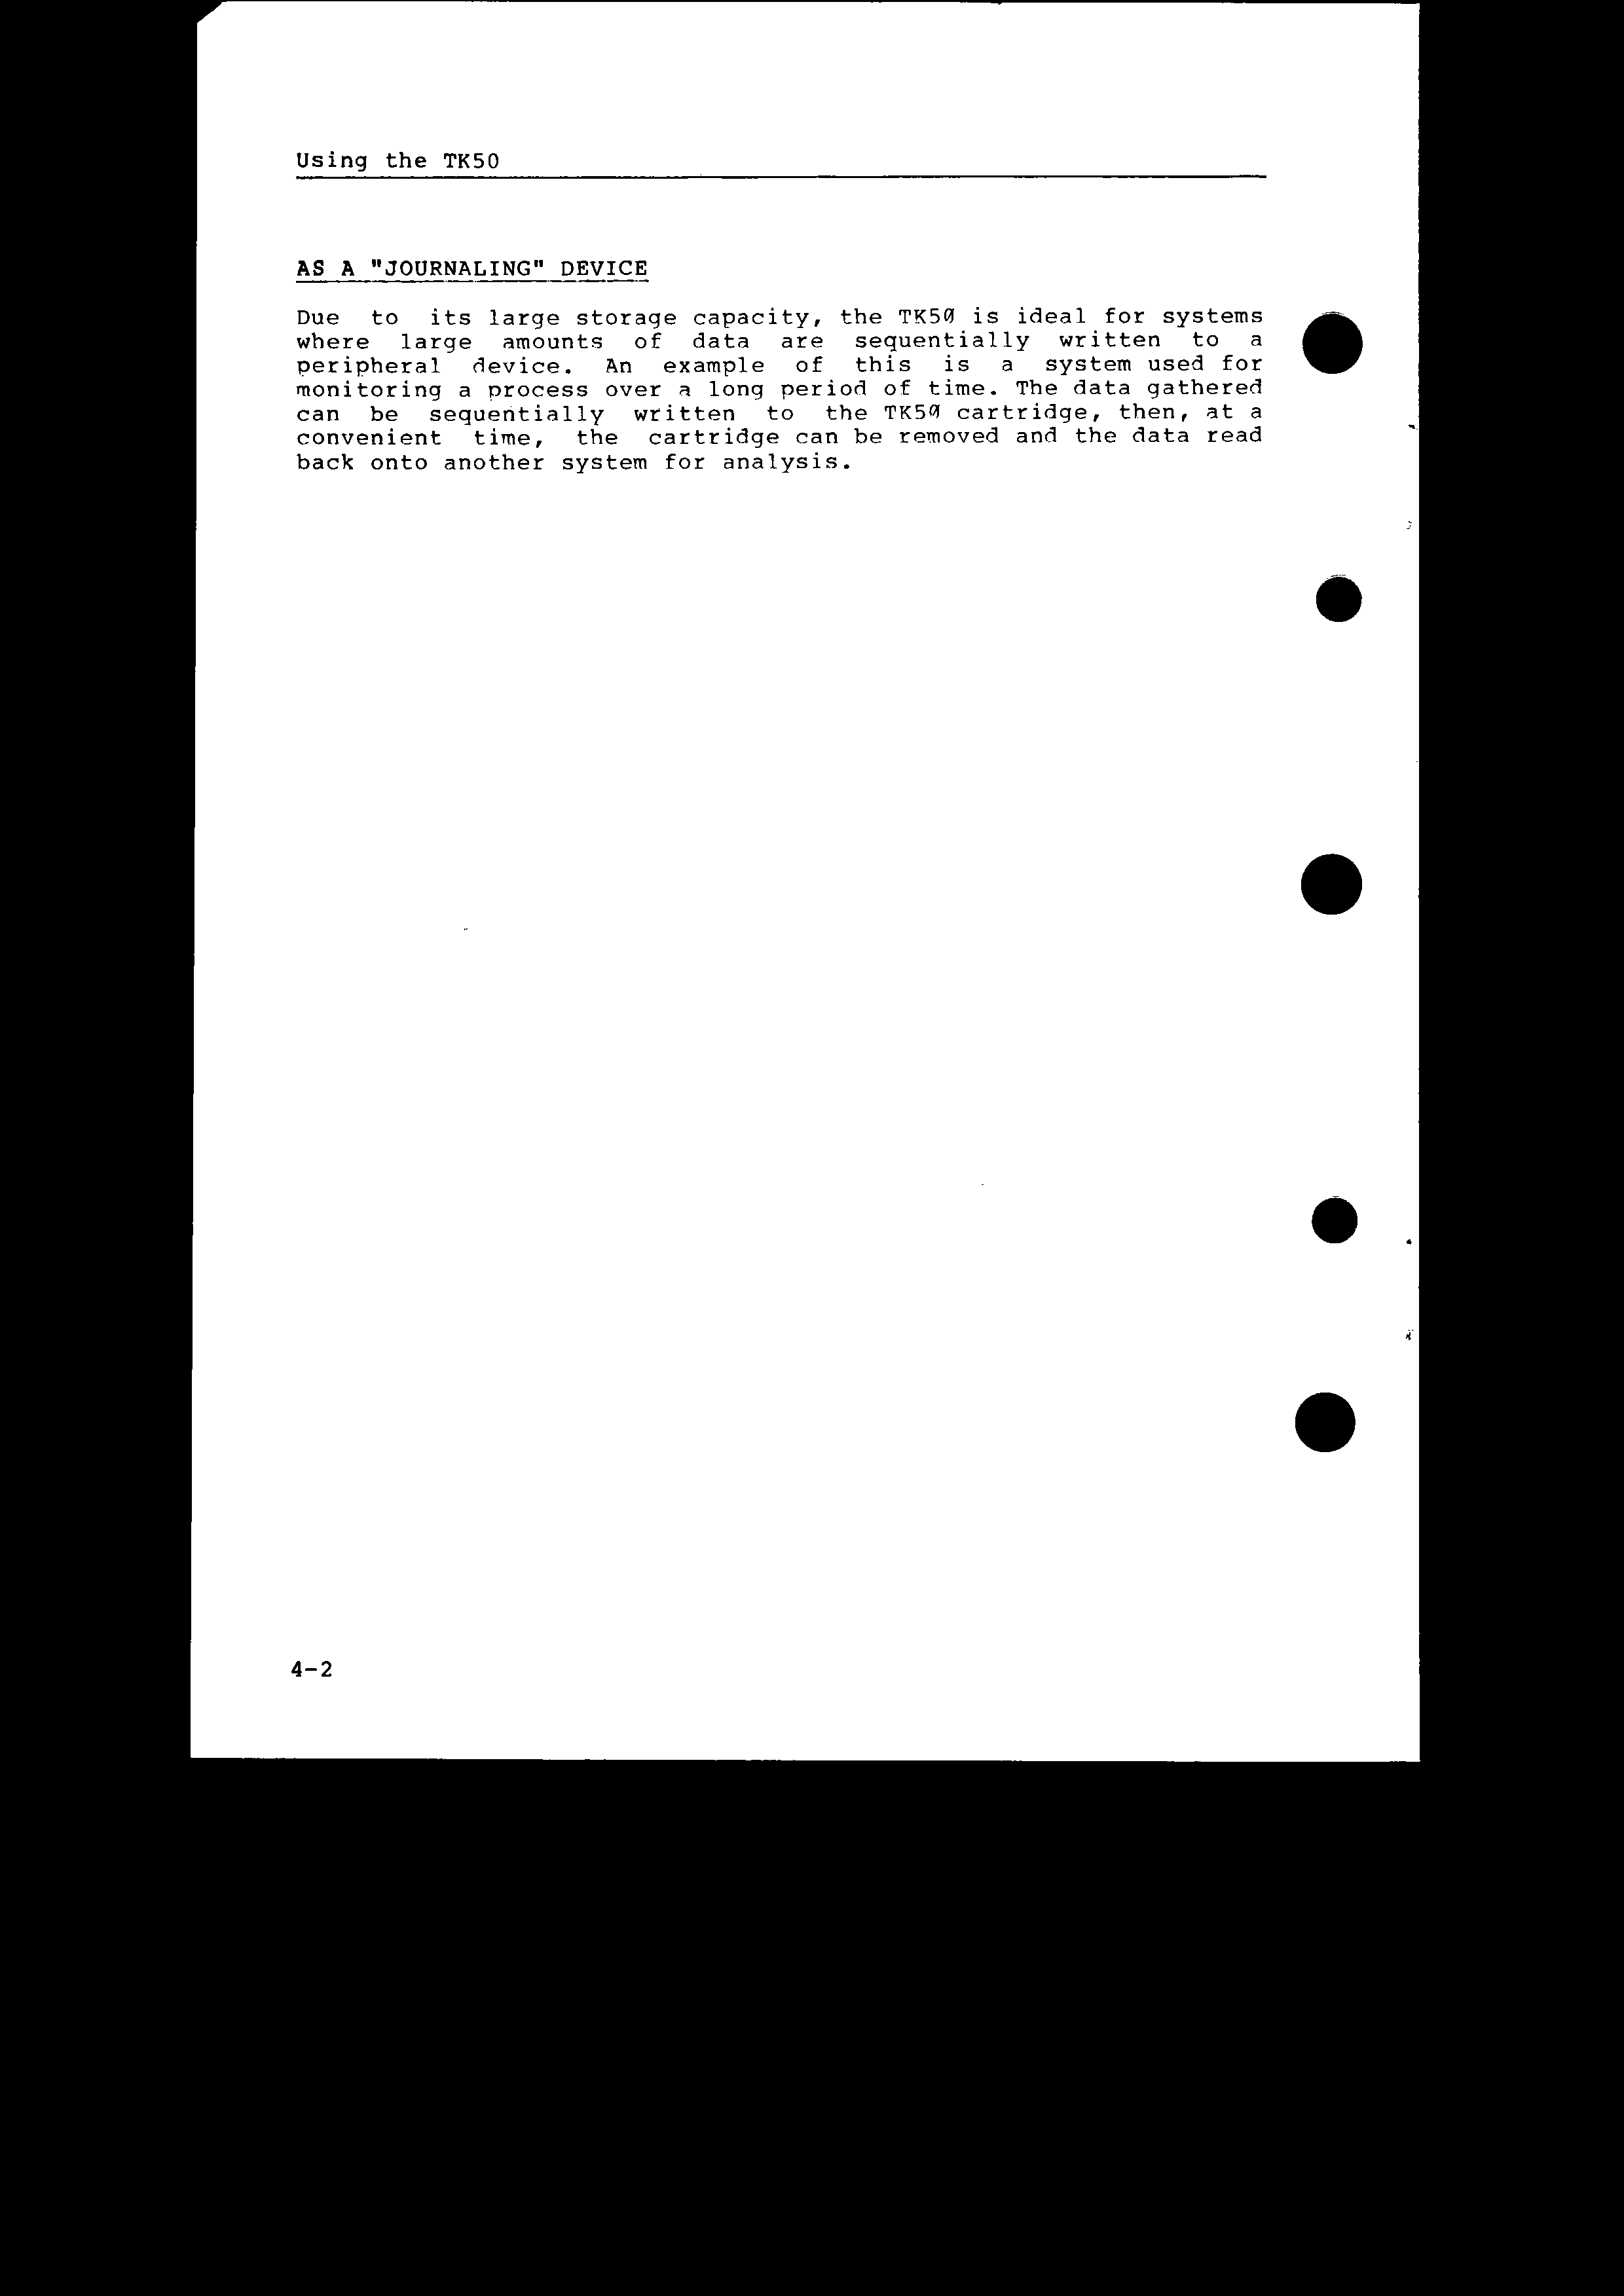 Using the TK50
AS A "JOURNALING" DEVICE
Due to its large storage capacity, the TK50 is ideal for systems
where large amounts of data are sequentially written to a
peripheral device. An example of this is a system used for
monitoring a process over a long period of time. The data gathered
can be sequentially written to the TK50 cartridge, then, at a
convenient time, the cartridge can be removed and the data read
back onto another system for analysis.
4-2